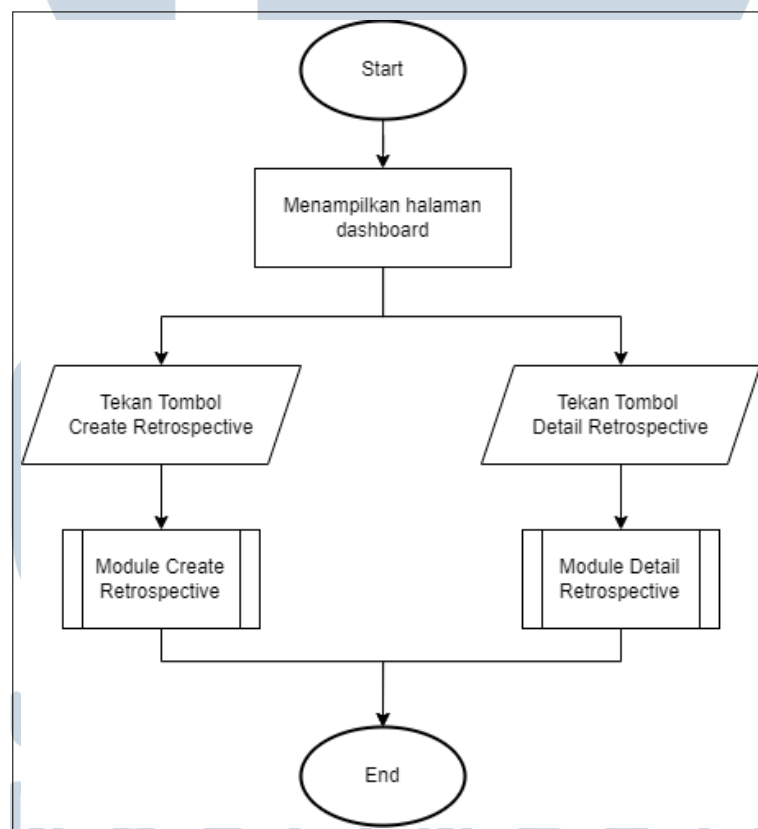 Start
Menampilkan halaman
dashboard
Tekan Tombol
Create Retrospective
Tekan Tombol
Detail Retrospective
Module Create
Retrospective
Module Detail
Retrospective
End